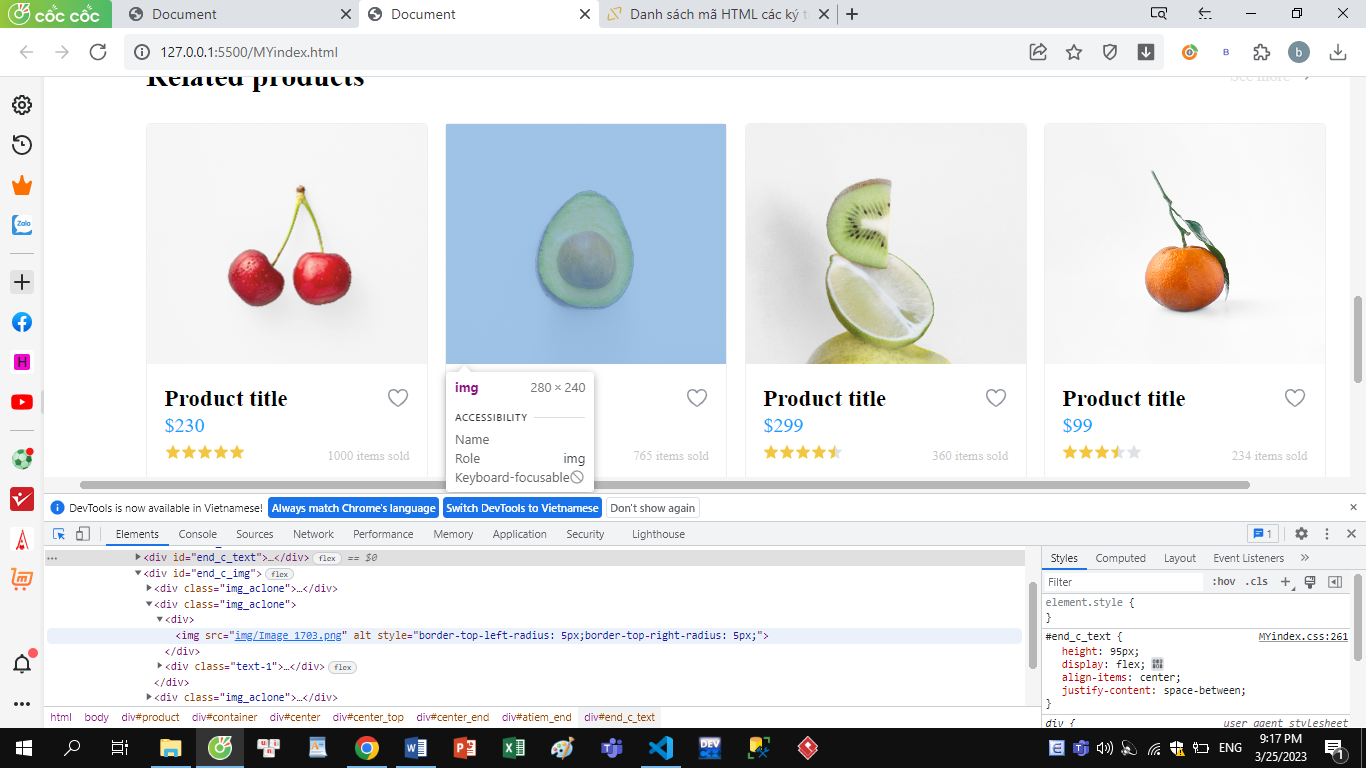 cốc cốc
Document
Document
Danh sách mã HTML các ký t
127.0.0.1:5500/MYindex.html
B
b
Related products
See more
Zalo
H
Product title
$230
1000 items sold
765 items sold
Product title
$299
360 items sold
Product title
$99
234 items sold
img 280 × 240
ACCESSIBILITY
Name
Role img
Keyboard-focusable
DevTools is now available in Vietnamese! Always match Chrome's language Switch DevTools to Vietnamese Don't show again
Elements Console Sources Network Performance Memory Application Security Lighthouse 1
<div id="end_c_text">…</div> flex == $0
<div id="end_c_img"> flex
<div class="img_aclone">…</div>
<div class="img_aclone">
<div>
<img src="img/Image 1703.png" alt style="border-top-left-radius: 5px;border-top-right-radius: 5px;">
</div>
<div class="text-1">…</div> flex
</div>
<div class="img_aclone">…</div>
html body div#product div#container div#center div#center_top div#center_end div#atiem_end div#end_c_text
Styles Computed Layout Event Listeners »
Filter :hov .cls +
element.style {
}
#end_c_text { MYindex.css:261
height: 95px;
display: flex;
align-items: center;
justify-content: space-between;
}
div { user agent stylesheet
DEV
ENG
9:17 PM
3/25/2023
1